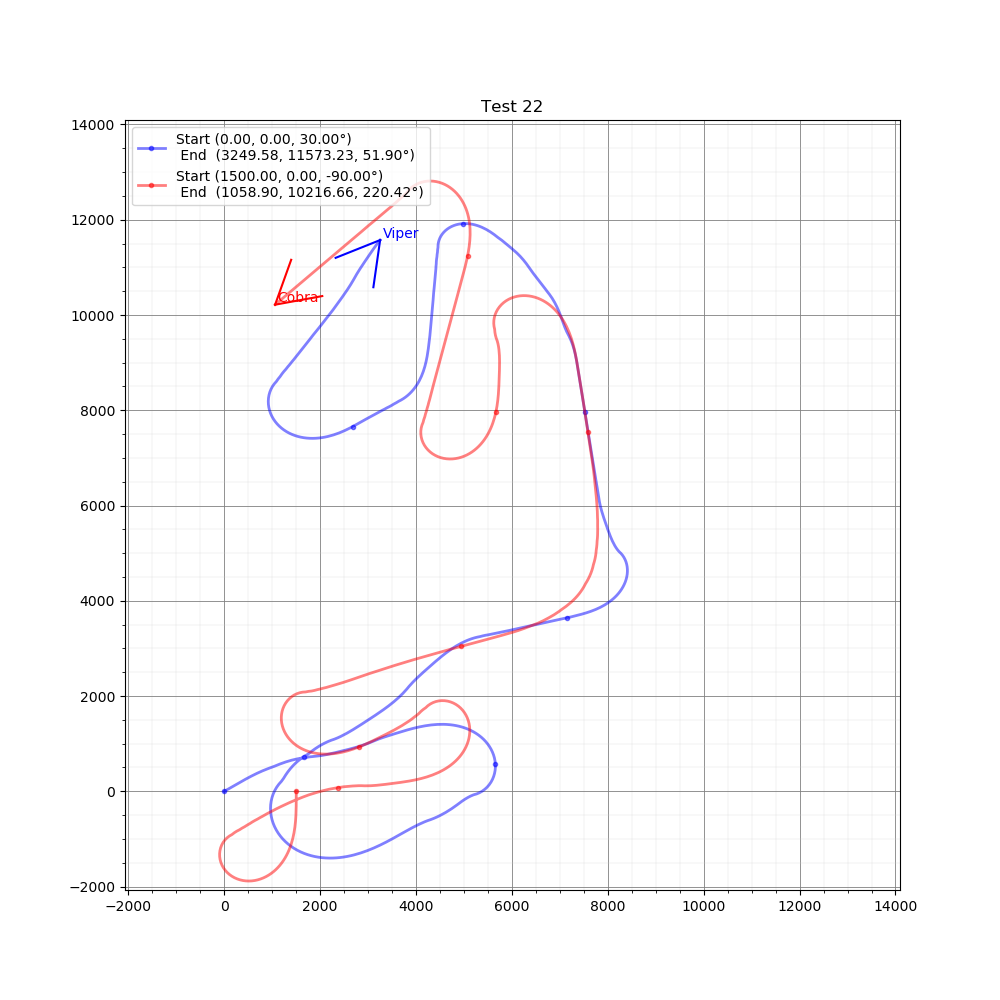 Test 22
Start (0.00, 0.00, 30.00°)
End  (3249.58, 11573.23, 51.90°)
Start (1500.00, 0.00, -90.00°)
End  (1058.90, 10216.66, 220.42°)
Viper
Cobra
14000
12000
10000
8000
6000
4000
2000
0
−2000
−2000 0 2000 4000 6000 8000 10000 12000 14000